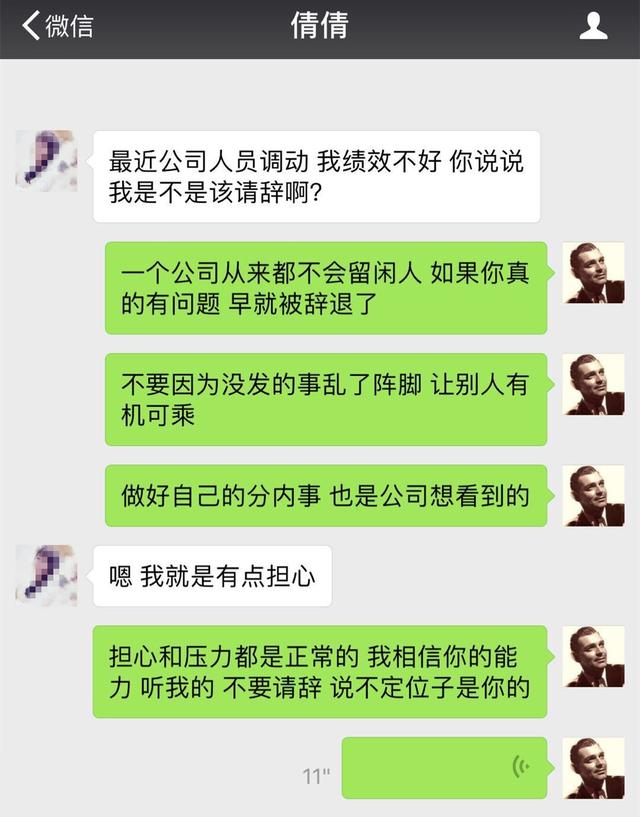 微信
倩倩
最近公司人员调动 我绩效不好 你说说
我是不是该请辞啊?
一个公司从来都不会留闲人 如果你真
的有问题 早就被辞退了
不要因为没发的事乱了阵脚 让别人有
机可乘
做好自己的分内事 也是公司想看到的
嗯 我就是有点担心
担心和压力都是正常的 我相信你的能
力 听我的 不要请辞 说不定位子是你的
11"